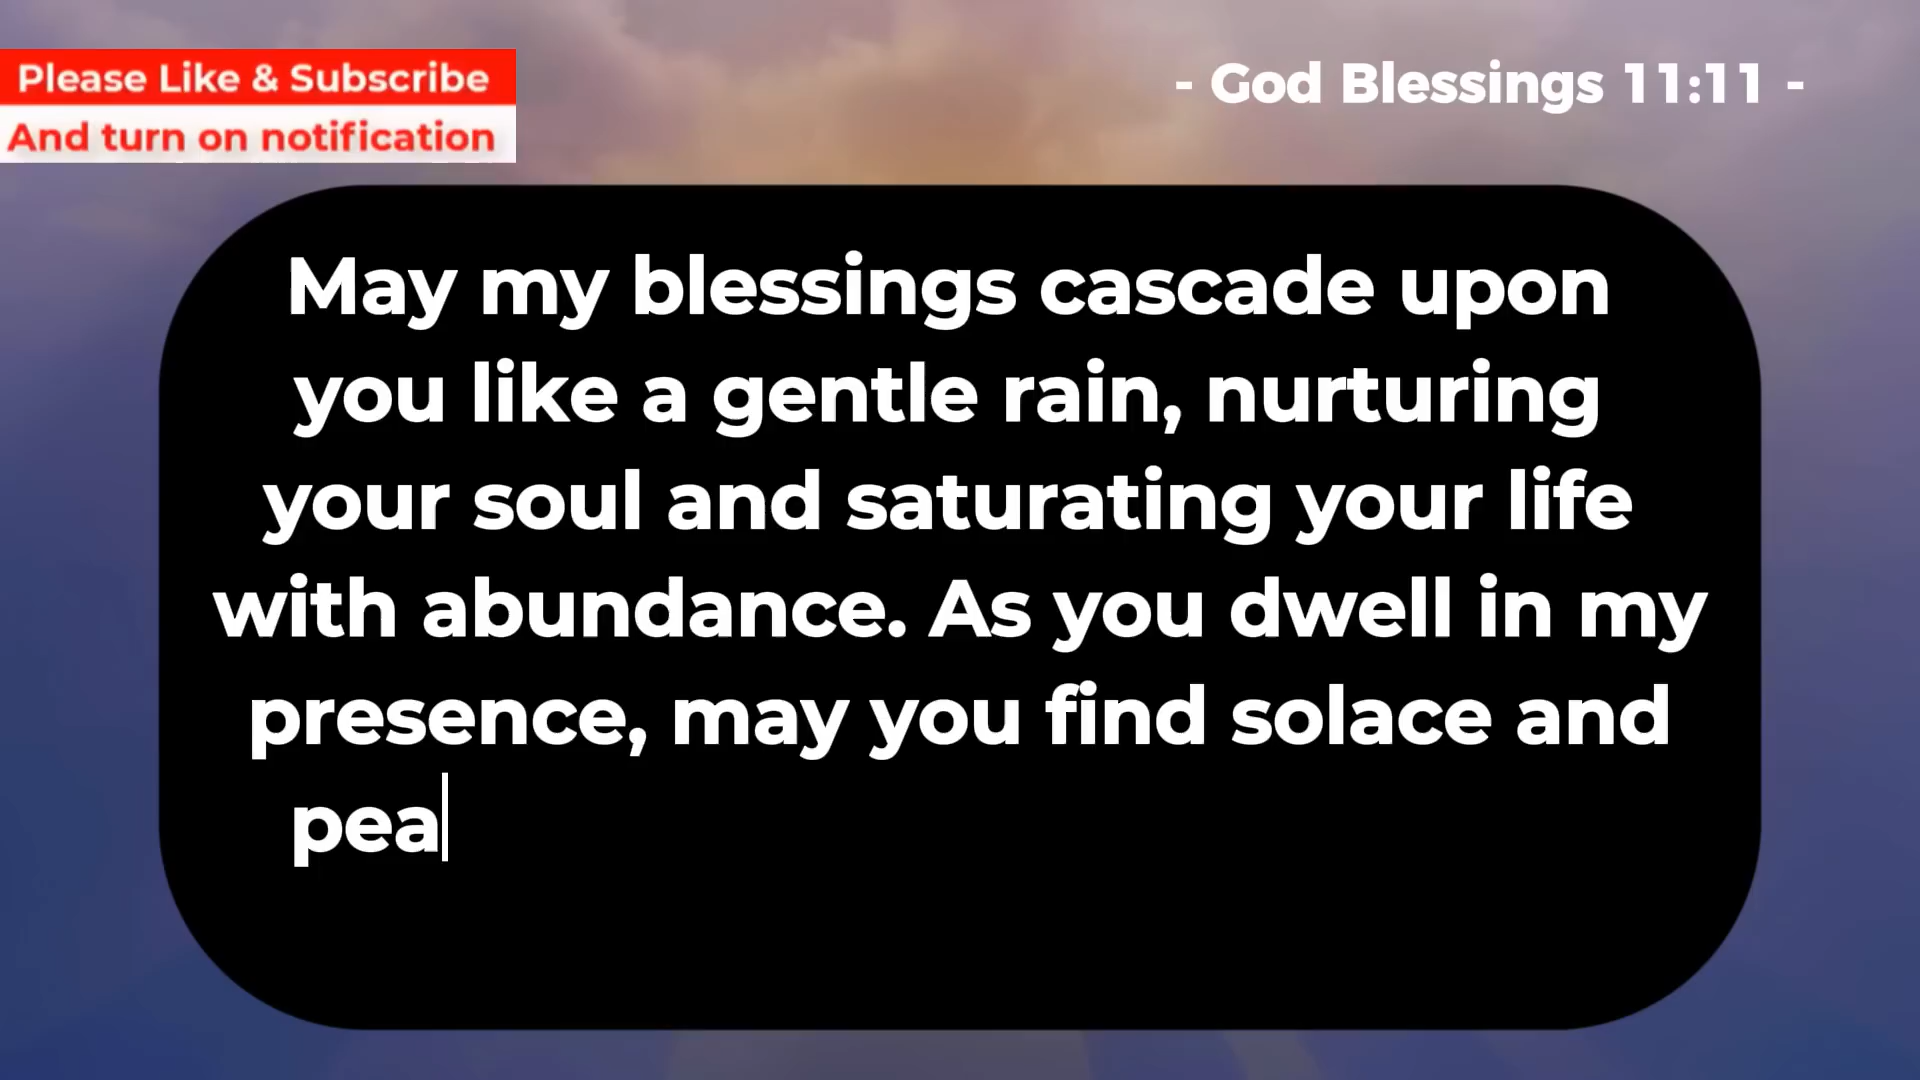 Please Like & Subscribe
And turn on notification
- God Blessings 11:11 -
May my blessings cascade upon
you like a gentle rain, nurturing
your soul and saturating your life
with abundance. As you dwell in my
presence, may you find solace and
pea